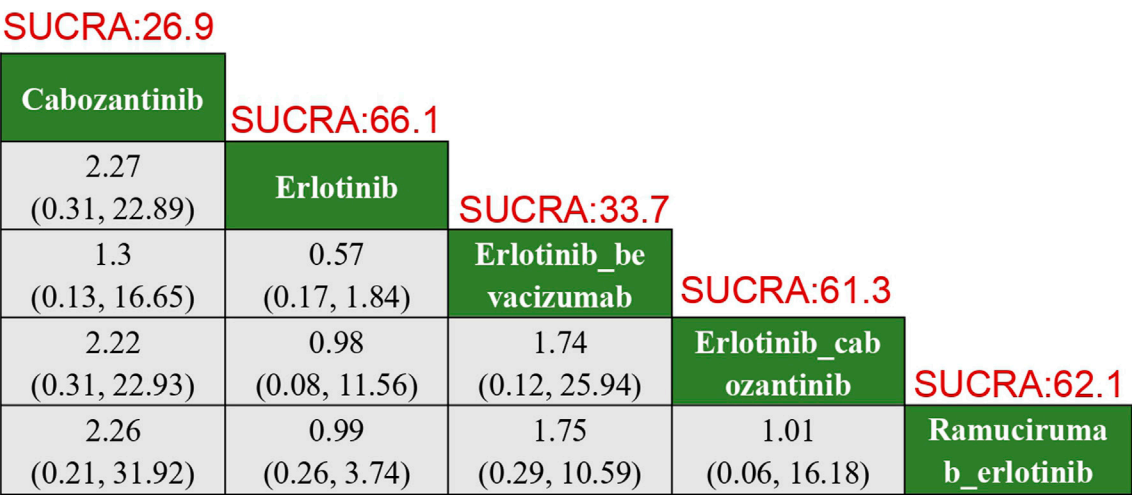 SUCRA:26.9
Cabozantinib
SUCRA:66.1
2.27
(0.31, 22.89)
Erlotinib
SUCRA:33.7
1.3
(0.13, 16.65)
0.57
(0.17, 1.84)
Erlotinib_be
vacizumab
SUCRA:61.3
2.22
(0.31, 22.93)
0.98
(0.08, 11.56)
1.74
(0.12, 25.94)
Erlotinib_cab
ozantinib
SUCRA:62.1
2.26
(0.21, 31.92)
0.99
(0.26, 3.74)
1.75
(0.29, 10.59)
1.01
(0.06, 16.18)
Ramuciruma
b_erlotinib